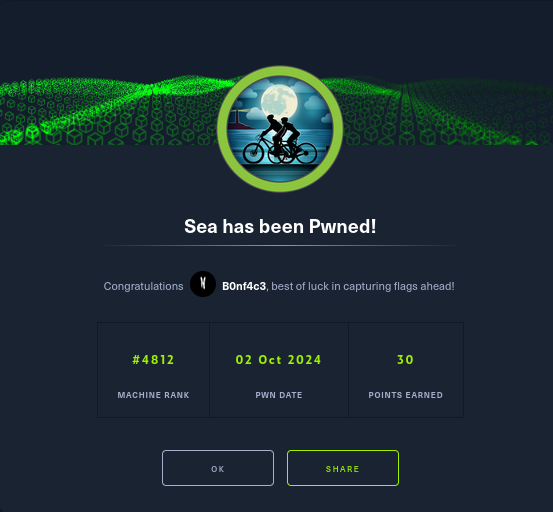 Sea has been Pwned!
Congratulations B0nf4c3, best of luck in capturing flags ahead!
#4812 02 Oct 2024 30
MACHINE RANK PWN DATE POINTS EARNED
OK SHARE